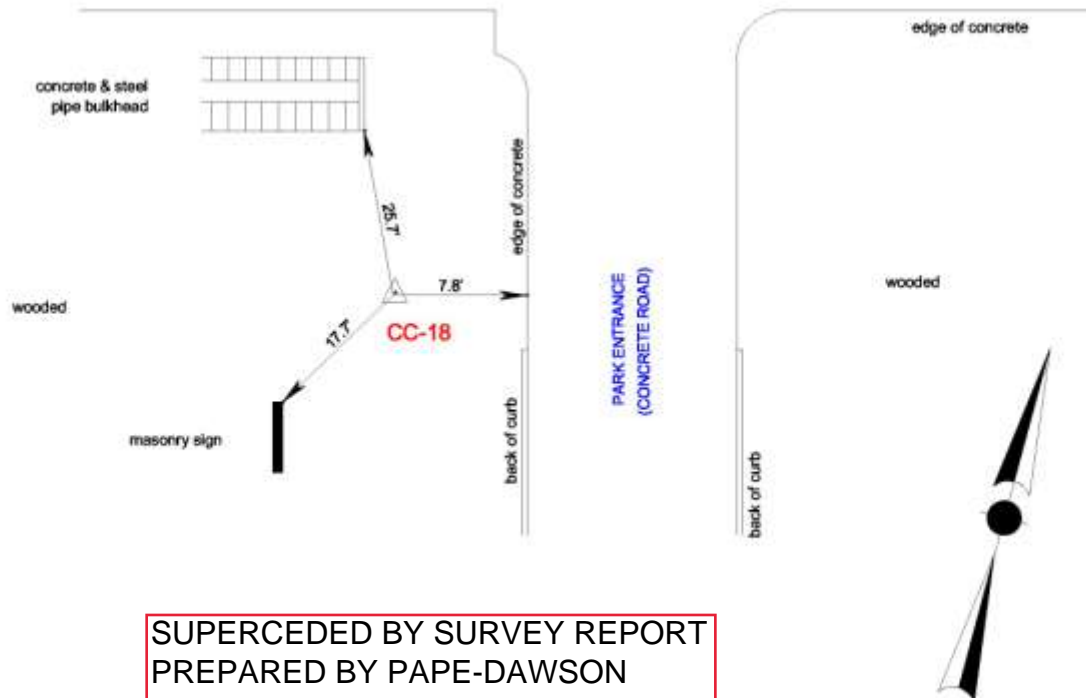 edge of concrete
concrete & steel
pipe bulkhead
edge of concrete
25.7'
7.8'
wooded
wooded
CC-18
17.7'
PARK ENTRANCE
(CONCRETE ROAD)
masonry sign
back of curb
back of curb
SUPERCEDED BY SURVEY REPORT
PREPARED BY PAPE-DAWSON